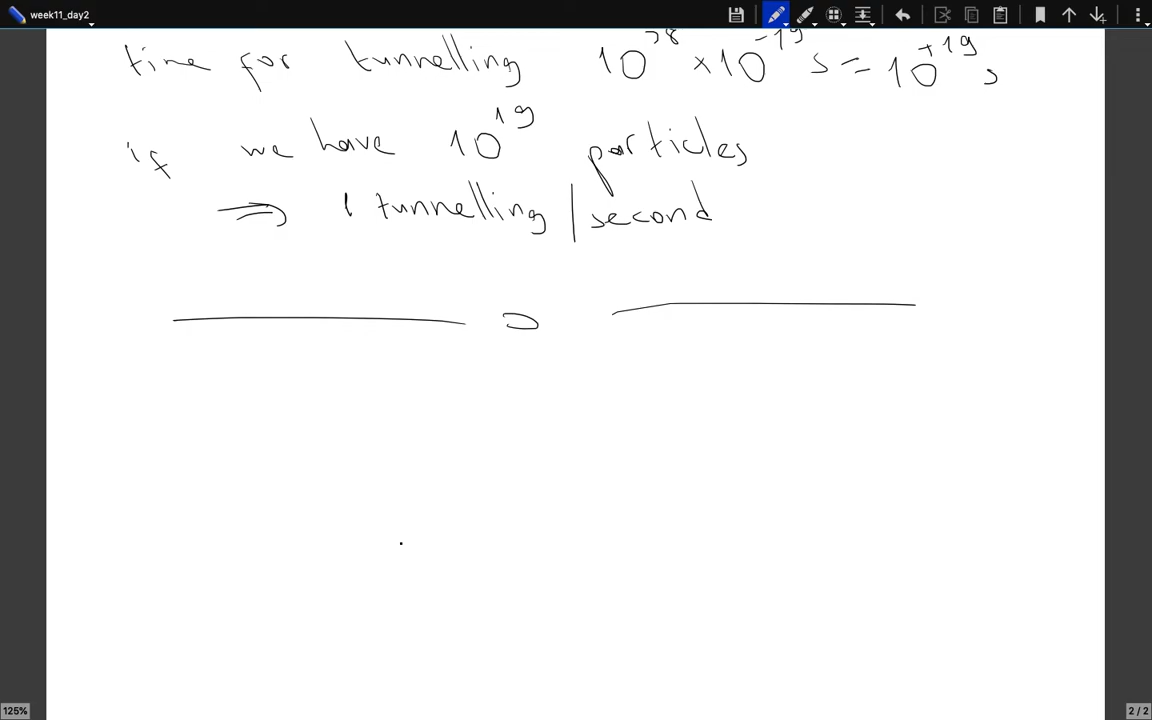 week11_day2
time for tunnelling 10^38 × 10^-19 s = 10^+19 s
if we have 10^19 particles
⇒ 1 tunnelling / second
125%
2 / 2